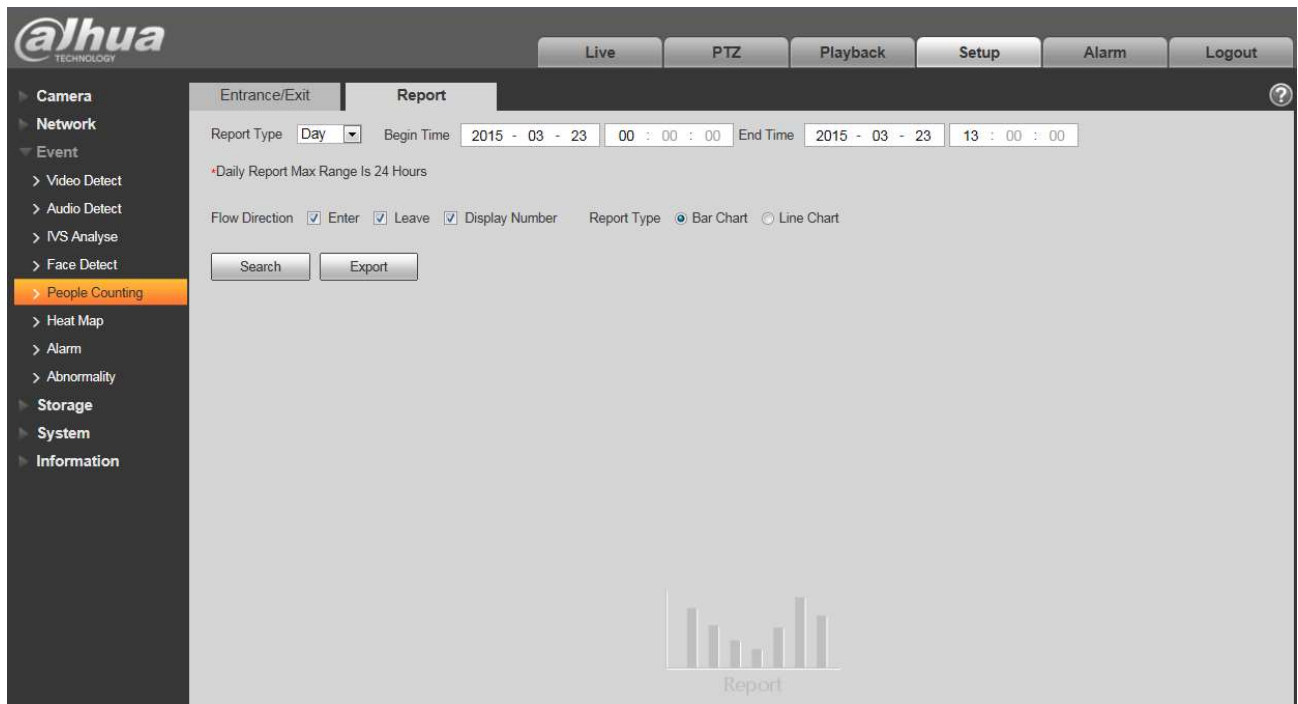 alhua
TECHNOLOGY
Live PTZ Playback Setup Alarm Logout
Camera
Network
Event
> Video Detect
> Audio Detect
> IVS Analyse
> Face Detect
> People Counting
> Heat Map
> Alarm
> Abnormality
Storage
System
Information
Entrance/Exit Report ?
Report Type Day Begin Time 2015 - 03 - 23 00 : 00 : 00 End Time 2015 - 03 - 23 13 : 00 : 00
*Daily Report Max Range Is 24 Hours
Flow Direction Enter Leave Display Number Report Type Bar Chart Line Chart
Search Export
Report